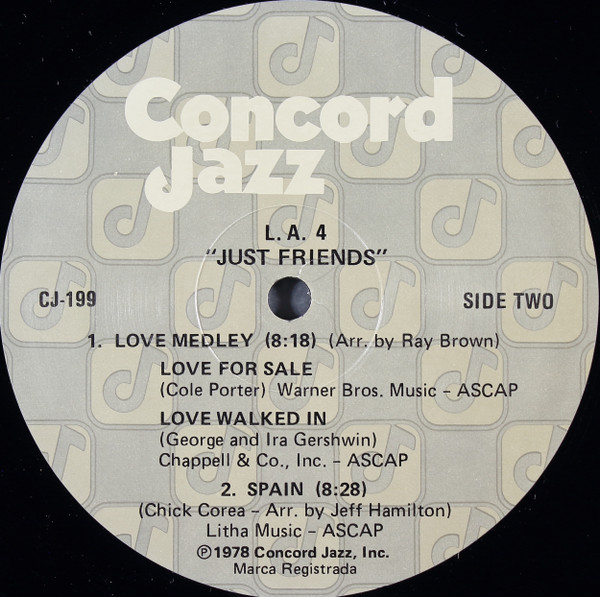 Concord
Jazz
L.A. 4
"JUST FRIENDS"
CJ-199
SIDE TWO
1. LOVE MEDLEY (8:18) (Arr. by Ray Brown)
LOVE FOR SALE
(Cole Porter) Warner Bros. Music – ASCAP
LOVE WALKED IN
(George and Ira Gershwin)
Chappell & Co., Inc. – ASCAP
2. SPAIN (8:28)
(Chick Corea – Arr. by Jeff Hamilton)
Litha Music – ASCAP
℗1978 Concord Jazz, Inc.
Marca Registrada